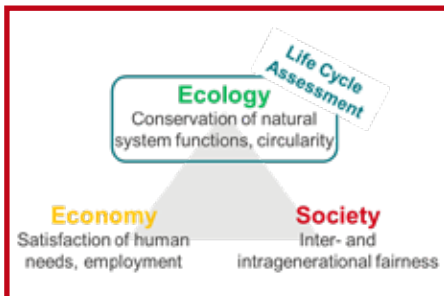 Life Cycle
Assessment
Ecology
Conservation of natural
system functions, circularity
Economy
Satisfaction of human
needs, employment
Society
Inter- and
intragenerational fairness